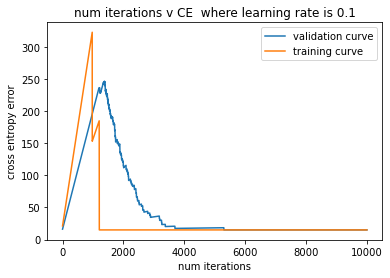 num iterations v CE  where learning rate is 0.1
validation curve
training curve
cross entropy error
300
250
200
150
100
50
0
0 2000 4000 6000 8000 10000
num iterations